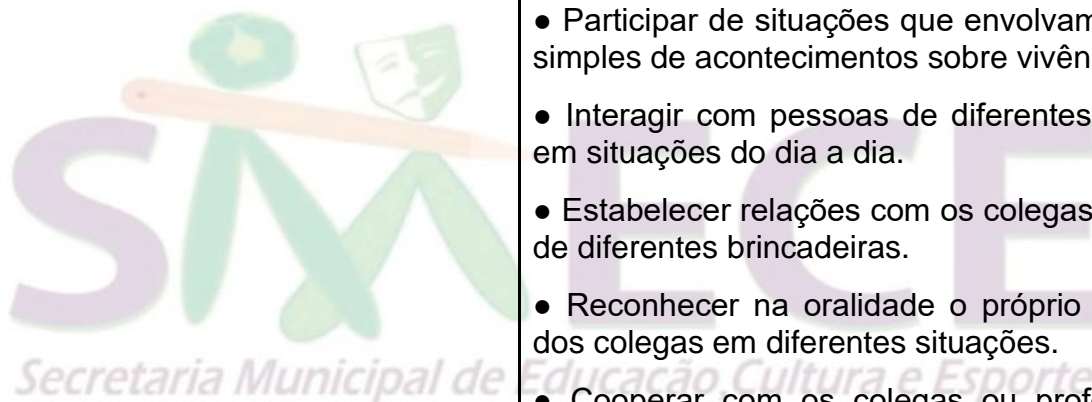 ● Participar de situações que envolvam
simples de acontecimentos sobre vivên
● Interagir com pessoas de diferentes
em situações do dia a dia.
● Estabelecer relações com os colegas
de diferentes brincadeiras.
● Reconhecer na oralidade o próprio
dos colegas em diferentes situações.
SMECE
Secretaria Municipal de Educação Cultura e Esporte
● Cooperar com os colegas ou prof